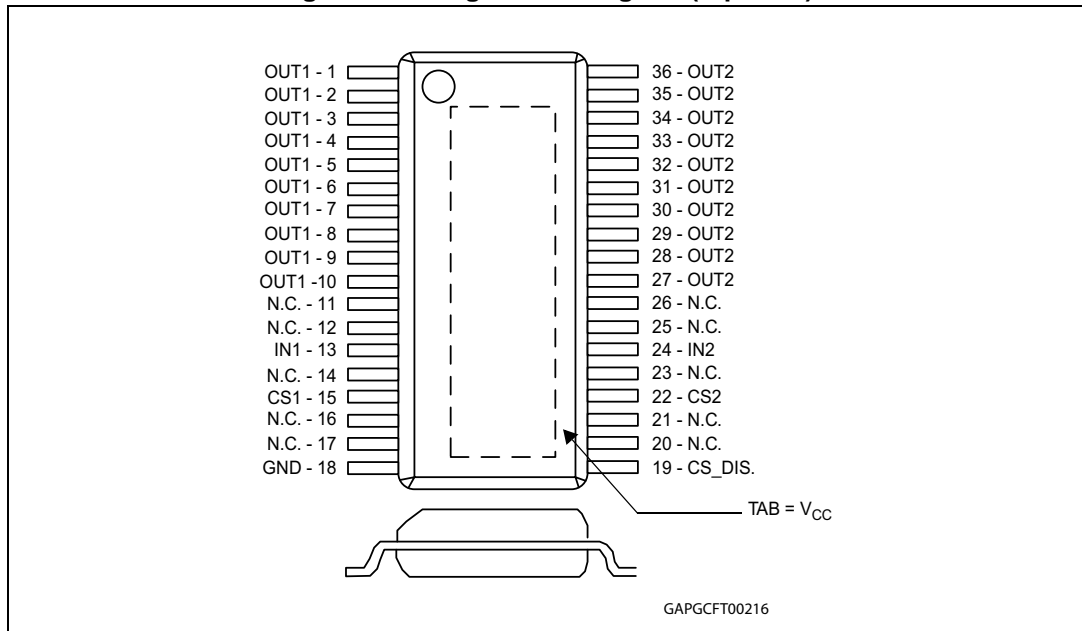 OUT1 - 1
OUT1 - 2
OUT1 - 3
OUT1 - 4
OUT1 - 5
OUT1 - 6
OUT1 - 7
OUT1 - 8
OUT1 - 9
OUT1 -10
N.C. - 11
N.C. - 12
IN1 - 13
N.C. - 14
CS1 - 15
N.C. - 16
N.C. - 17
GND - 18
36 - OUT2
35 - OUT2
34 - OUT2
33 - OUT2
32 - OUT2
31 - OUT2
30 - OUT2
29 - OUT2
28 - OUT2
27 - OUT2
26 - N.C.
25 - N.C.
24 - IN2
23 - N.C.
22 - CS2
21 - N.C.
20 - N.C.
19 - CS_DIS.
TAB = VCC
GAPGCFT00216